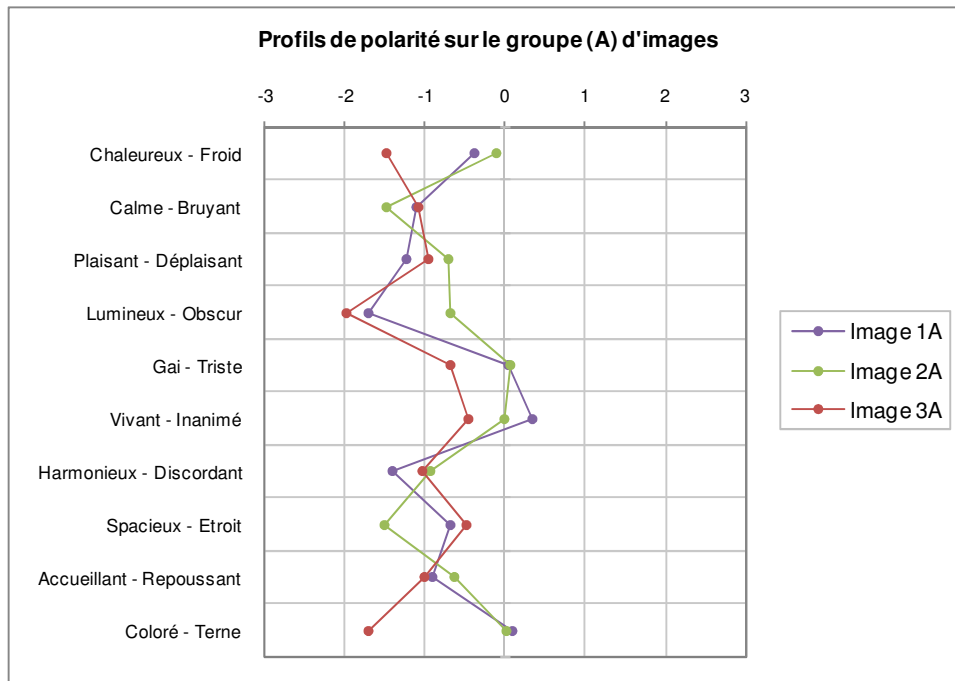 Profils de polarité sur le groupe (A) d'images
-3 -2 -1 0 1 2 3
Chaleureux - Froid
Calme - Bruyant
Plaisant - Déplaisant
Lumineux - Obscur
Gai - Triste
Vivant - Inanimé
Harmonieux - Discordant
Spacieux - Etroit
Accueillant - Repoussant
Coloré - Terne
Image 1A
Image 2A
Image 3A